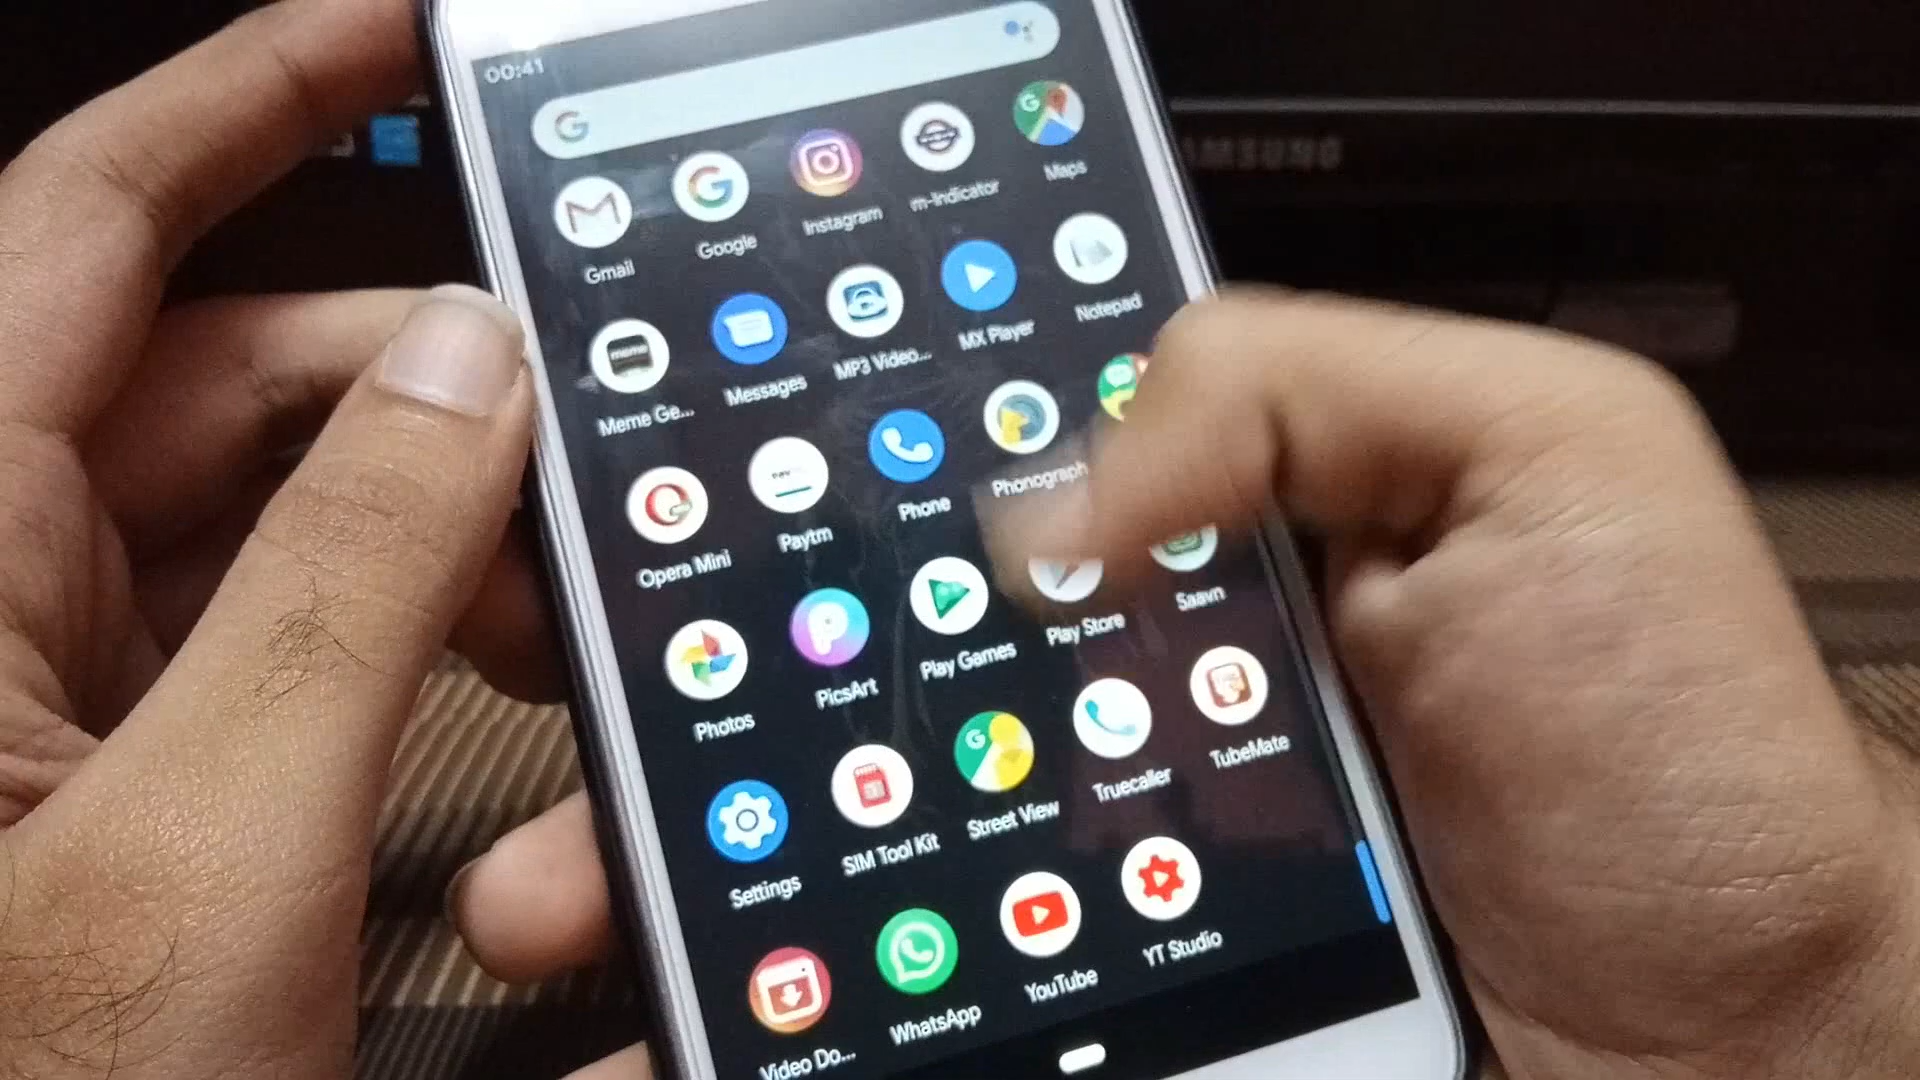 00:41
Gmail
Google
Instagram
m-Indicator
Maps
SAMSUNG
Meme Ge...
Messages
MP3 Video...
MX Player
Notepad
meme
Opera Mini
Paytm
Phone
Phonograph
Photos
PicsArt
Play Games
Play Store
Saavn
Settings
SIM Tool Kit
Street View
Truecaller
TubeMate
Video Do...
WhatsApp
YouTube
YT Studio